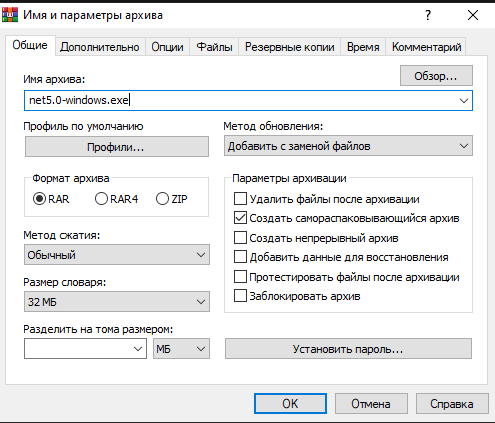 Имя и параметры архива
Общие Дополнительно Опции Файлы Резервные копии Время Комментарий
Имя архива:
Обзор...
net5.0-windows.exe
Профиль по умолчанию
Метод обновления:
Профили...
Добавить с заменой файлов
Формат архива
RAR RAR4 ZIP
Параметры архивации
Удалить файлы после архивации
Создать самораспаковывающийся архив
Создать непрерывный архив
Добавить данные для восстановления
Протестировать файлы после архивации
Заблокировать архив
Метод сжатия:
Обычный
Размер словаря:
32 МБ
Разделить на тома размером:
МБ
Установить пароль...
OK Отмена Справка